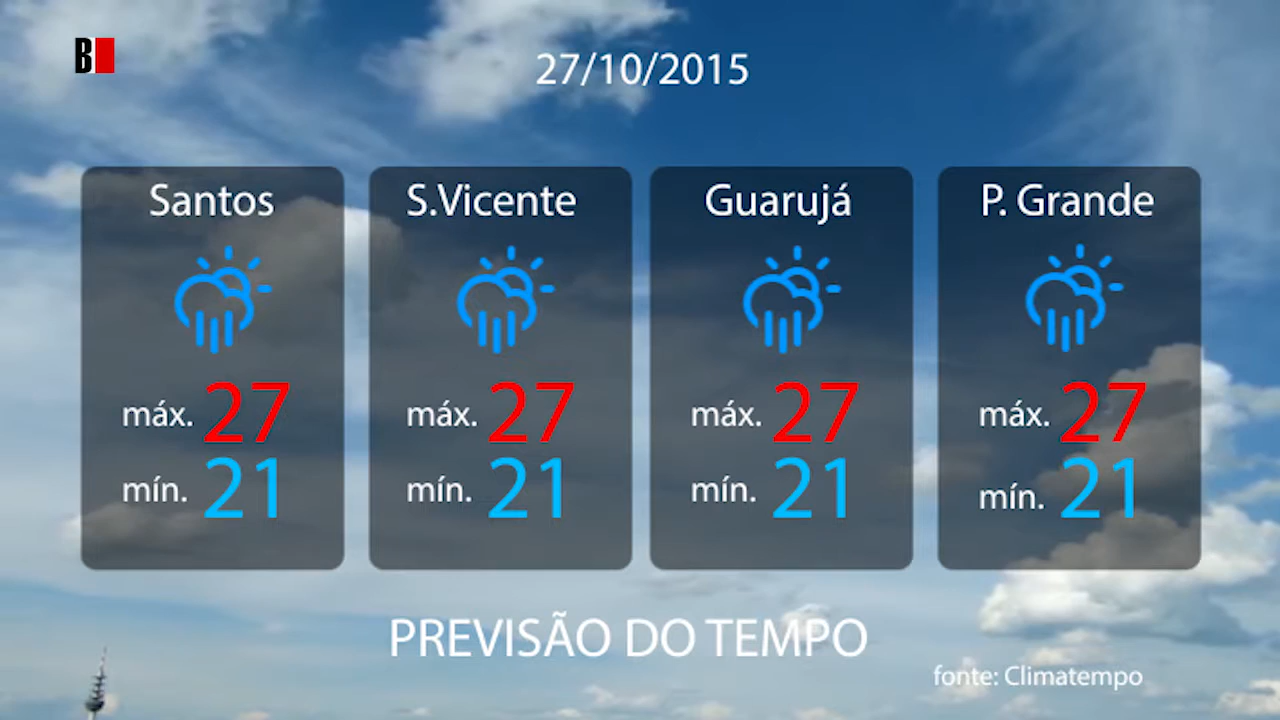 B
27/10/2015
Santos
máx. 27
mín. 21
S.Vicente
máx. 27
mín. 21
Guarujá
máx. 27
mín. 21
P. Grande
máx. 27
mín. 21
PREVISÃO DO TEMPO
fonte: Climatempo